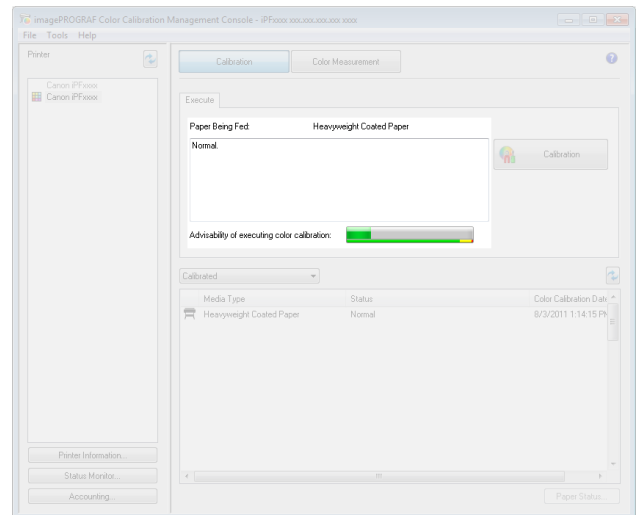 imagePROGRAF Color Calibration Management Console - iPFxxxx xxx.xxx.xxx.xxx xxxx
File Tools Help
Printer
Canon iPFxxxx
Canon iPFxxxx
Calibration Color Measurement
Execute
Paper Being Fed: Heavyweight Coated Paper
Normal.
Calibration
Advisability of executing color calibration:
Calibrated
Media Type Status Color Calibration Date
Heavyweight Coated Paper Normal 8/3/2011 1:14:15 PM
Printer Information...
Status Monitor...
Accounting...
Paper Status...